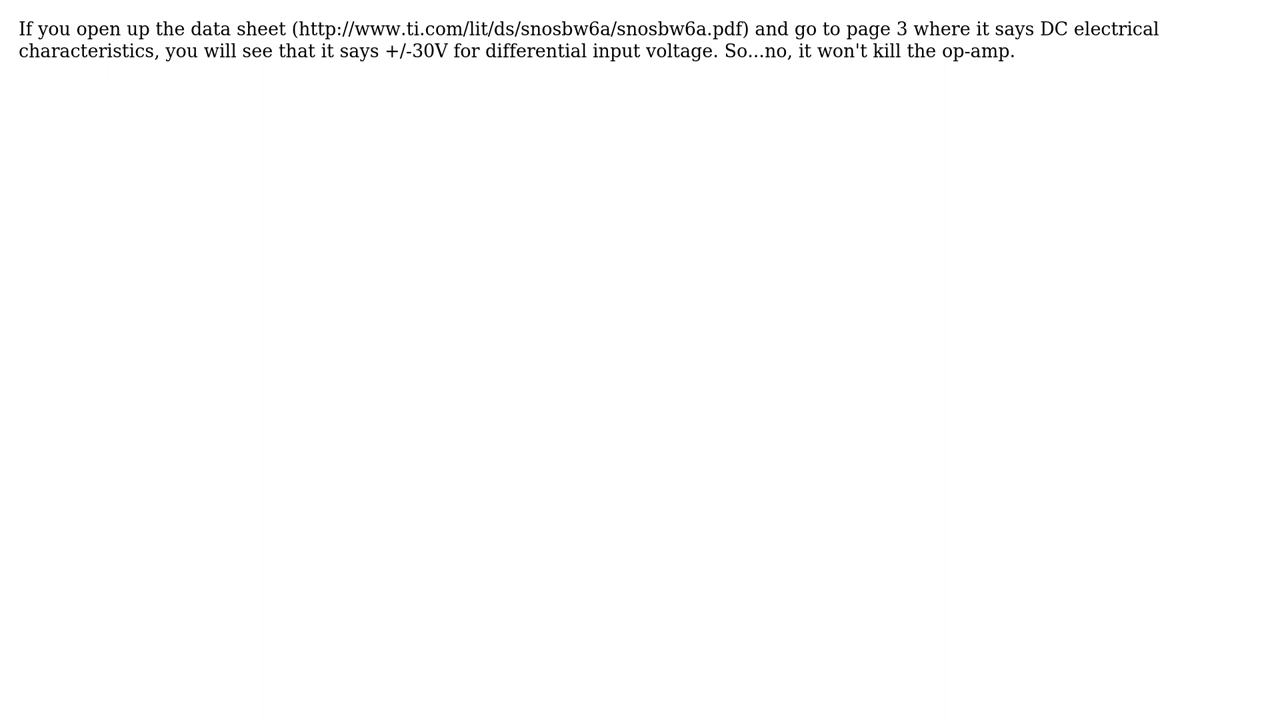 If you open up the data sheet (http://www.ti.com/lit/ds/snosbw6a/snosbw6a.pdf) and go to page 3 where it says DC electrical
characteristics, you will see that it says +/-30V for differential input voltage. So...no, it won't kill the op-amp.